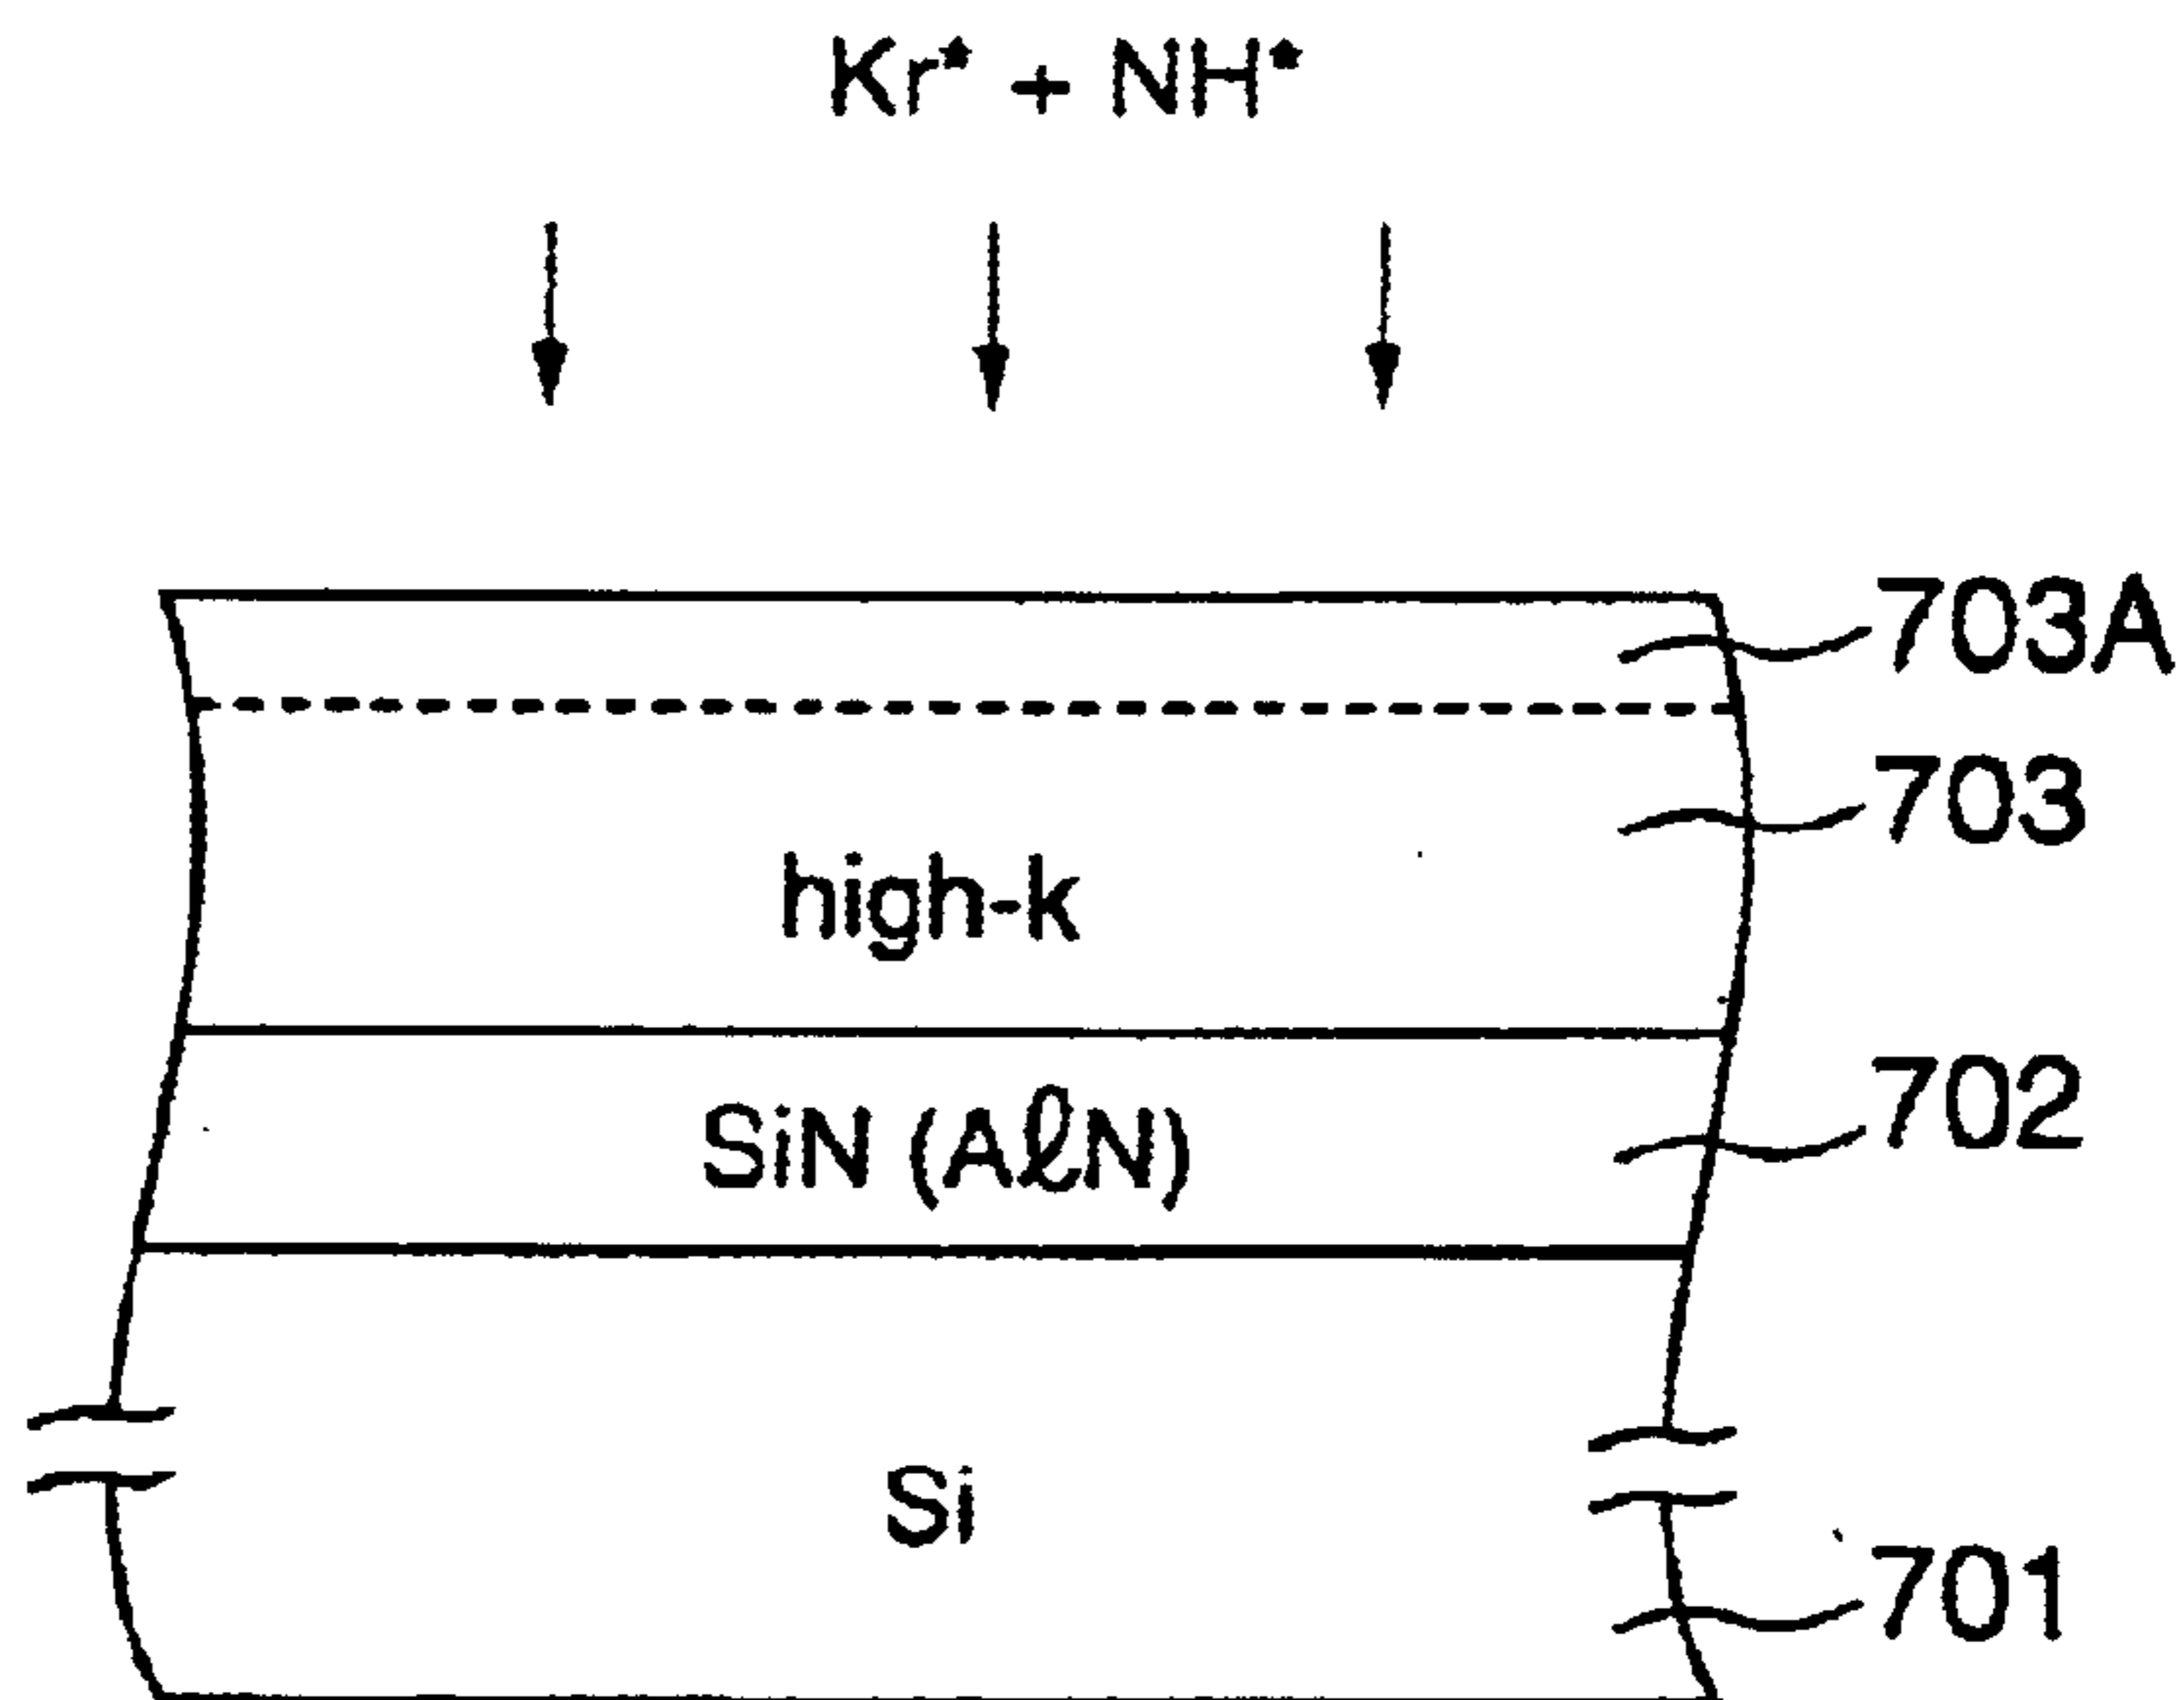 Kr* + NH*
703A
703
high-k
702
SiN (AℓN)
Si
701